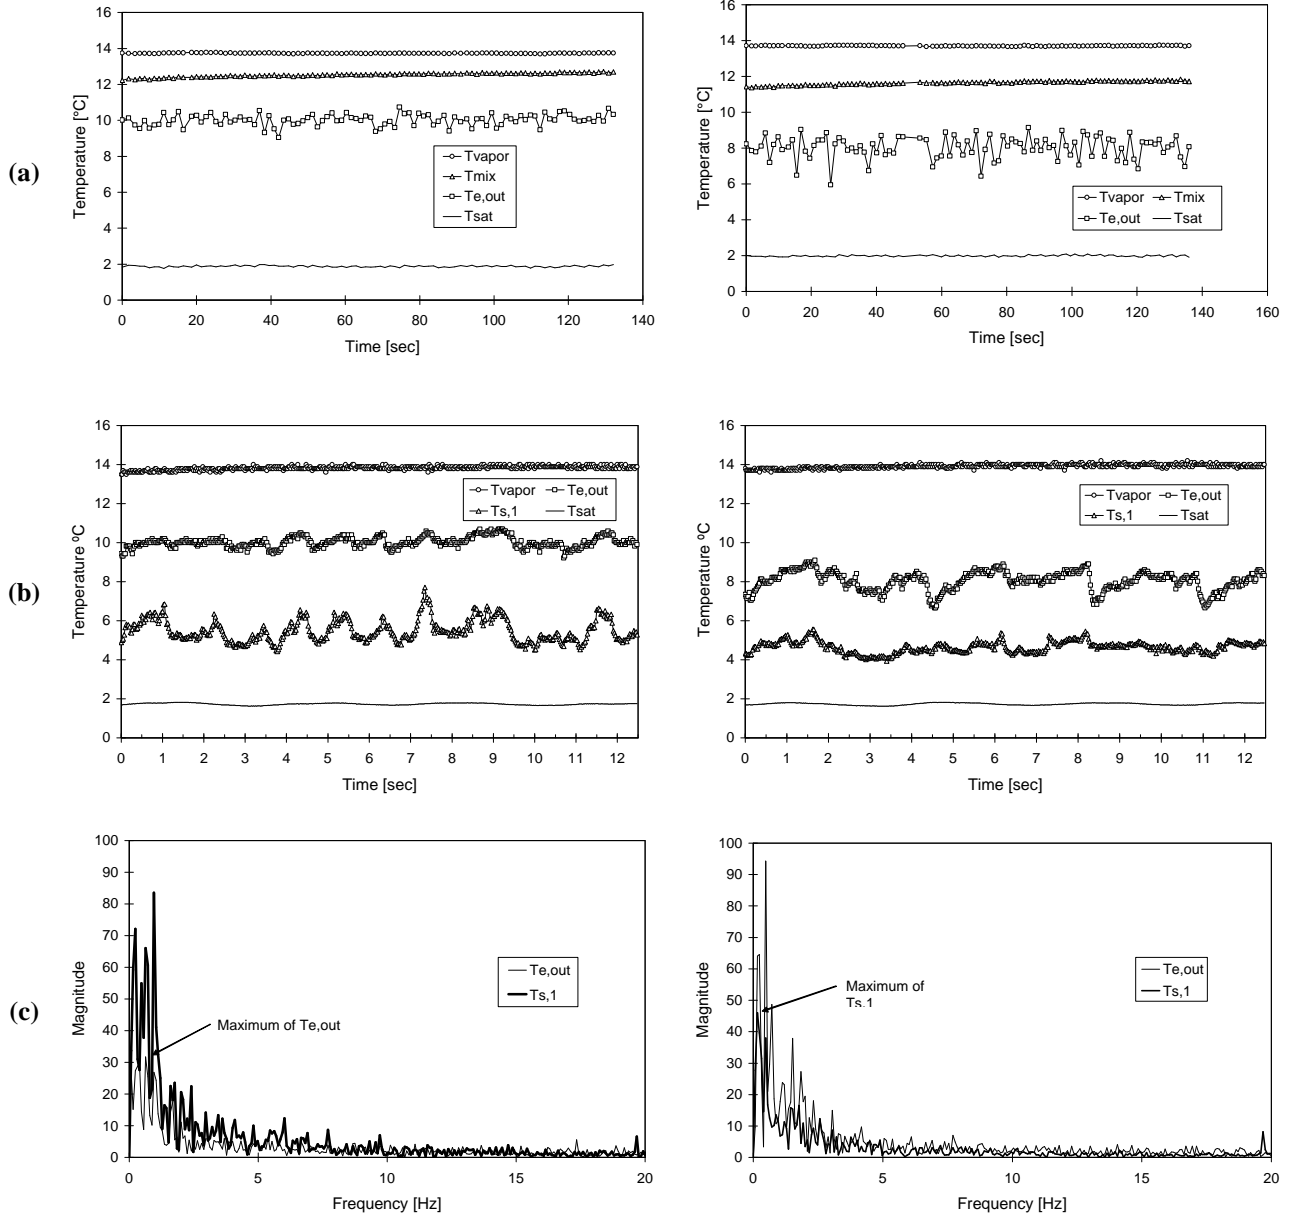 (a)
Temperature [°C]
16
14
12
10
8
6
4
2
0
Tvapor
Tmix
Te,out
Tsat
0 20 40 60 80 100 120 140
Time [sec]
Temperature [°C]
16
14
12
10
8
6
4
2
0
Tvapor Tmix
Te,out Tsat
0 20 40 60 80 100 120 140 160
Time [sec]
(b)
Temperature ºC
16
14
12
10
8
6
4
2
0
Tvapor Te,out
Ts,1 Tsat
0 1 2 3 4 5 6 7 8 9 10 11 12
Time [sec]
Temperature ºC
16
14
12
10
8
6
4
2
0
Tvapor Te,out
Ts,1 Tsat
0 1 2 3 4 5 6 7 8 9 10 11 12
Time [sec]
(c)
Magnitude
100
90
80
70
60
50
40
30
20
10
0
Te,out
Ts,1
Maximum of Te,out
0 5 10 15 20
Frequency [Hz]
Magnitude
100
90
80
70
60
50
40
30
20
10
0
Te,out
Ts,1
Maximum of
Ts,1
0 5 10 15 20
Frequency [Hz]